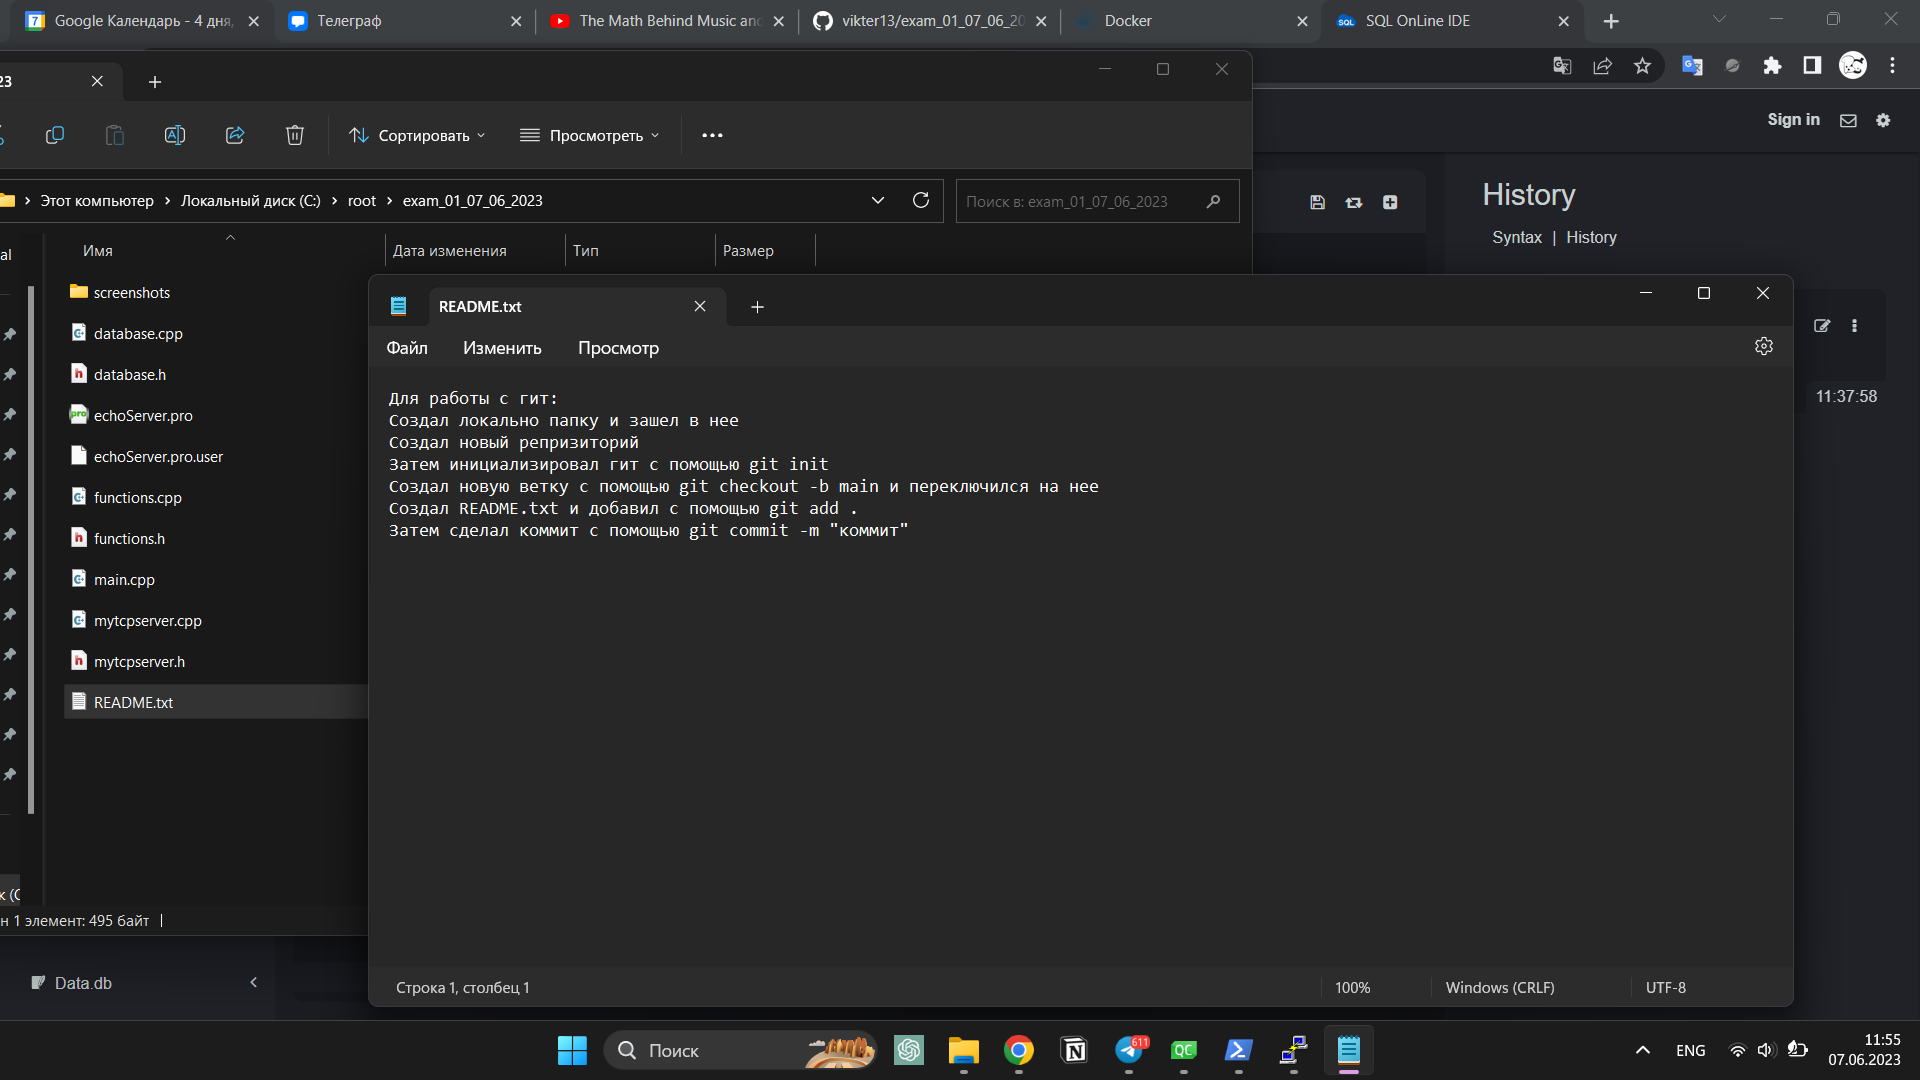 Google Календарь - 4 дня,
Телеграф
The Math Behind Music and
vikter13/exam_01_07_06_20
Docker
SQL OnLine IDE
23
Сортировать
Просмотреть
Sign in
Этот компьютер > Локальный диск (C:) > root > exam_01_07_06_2023
Поиск в: exam_01_07_06_2023
History
Syntax | History
11:37:58
al
Имя
Дата изменения
Тип
Размер
screenshots
database.cpp
database.h
echoServer.pro
echoServer.pro.user
functions.cpp
functions.h
main.cpp
mytcpserver.cpp
mytcpserver.h
README.txt
к (C
н 1 элемент: 495 байт
Data.db
README.txt
Файл
Изменить
Просмотр
Для работы с гит:
Создал локально папку и зашел в нее
Создал новый репризиторий
Затем инициализировал гит с помощью git init
Создал новую ветку с помощью git checkout -b main и переключился на нее
Создал README.txt и добавил с помощью git add .
Затем сделал коммит с помощью git commit -m "коммит"
Строка 1, столбец 1
100%
Windows (CRLF)
UTF-8
Поиск
611
QC
ENG
11:55
07.06.2023